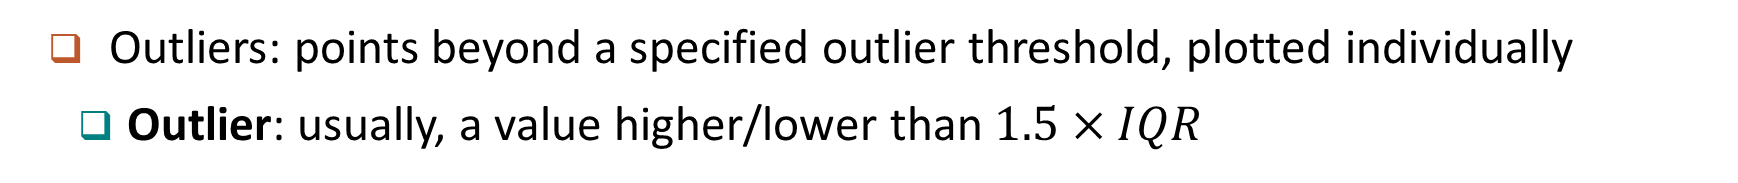 ❑ Outliers: points beyond a specified outlier threshold, plotted individually
❑ Outlier: usually, a value higher/lower than 1.5 × IQR